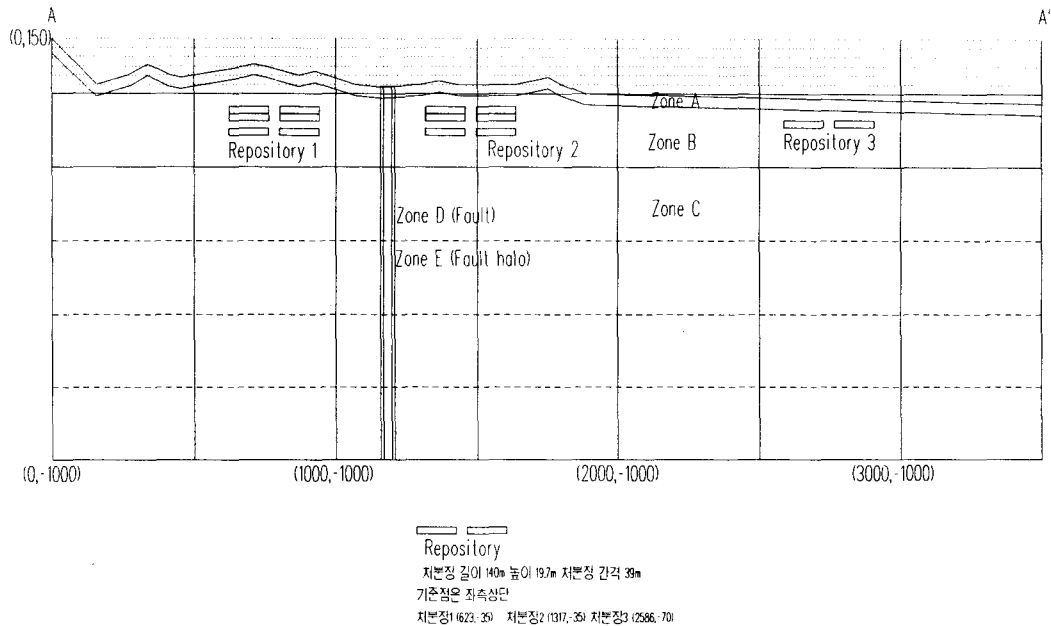 A A'
(0,150)
Zone A
Zone B
Repository 1 Repository 2 Repository 3
Zone C
Zone D (Fault)
Zone E (Fault halo)
(0,-1000) (1000,-1000) (2000,-1000) (3000,-1000)
Repository
처분장 길이 140m 높이 19.7m 처분장 간격 39m
기준점은 좌측상단
처분장1 (623,-35) 처분장2 (1317,-35) 처분장3 (2586,-70)